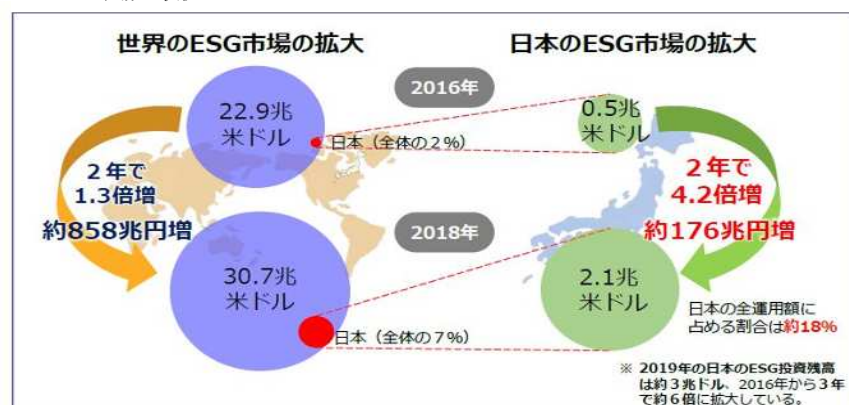 世界のESG市場の拡大
日本のESG市場の拡大
2016年
22.9兆
米ドル
日本（全体の２％）
0.5兆
米ドル
２年で
1.3倍増
約858兆円増
２年で
4.2倍増
約176兆円増
2018年
30.7兆
米ドル
日本（全体の７％）
2.1兆
米ドル
日本の全運用額に
占める割合は約18%
※ 2019年の日本のESG投資残高
は約３兆ドル、2016年から３年
で約６倍に拡大している。